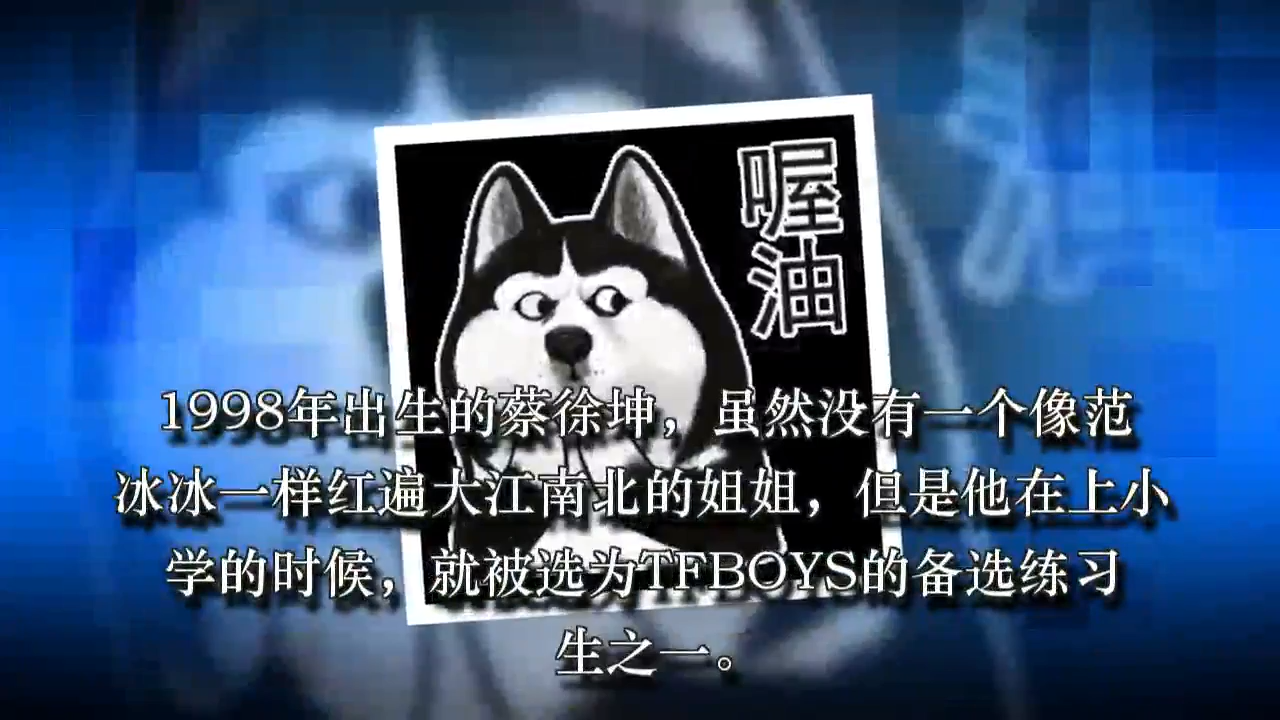 喔
油
1998年出生的蔡徐坤，虽然没有一个像范
冰冰一样红遍大江南北的姐姐，但是他在上小
学的时候，就被选为TFBOYS的备选练习
生之一。